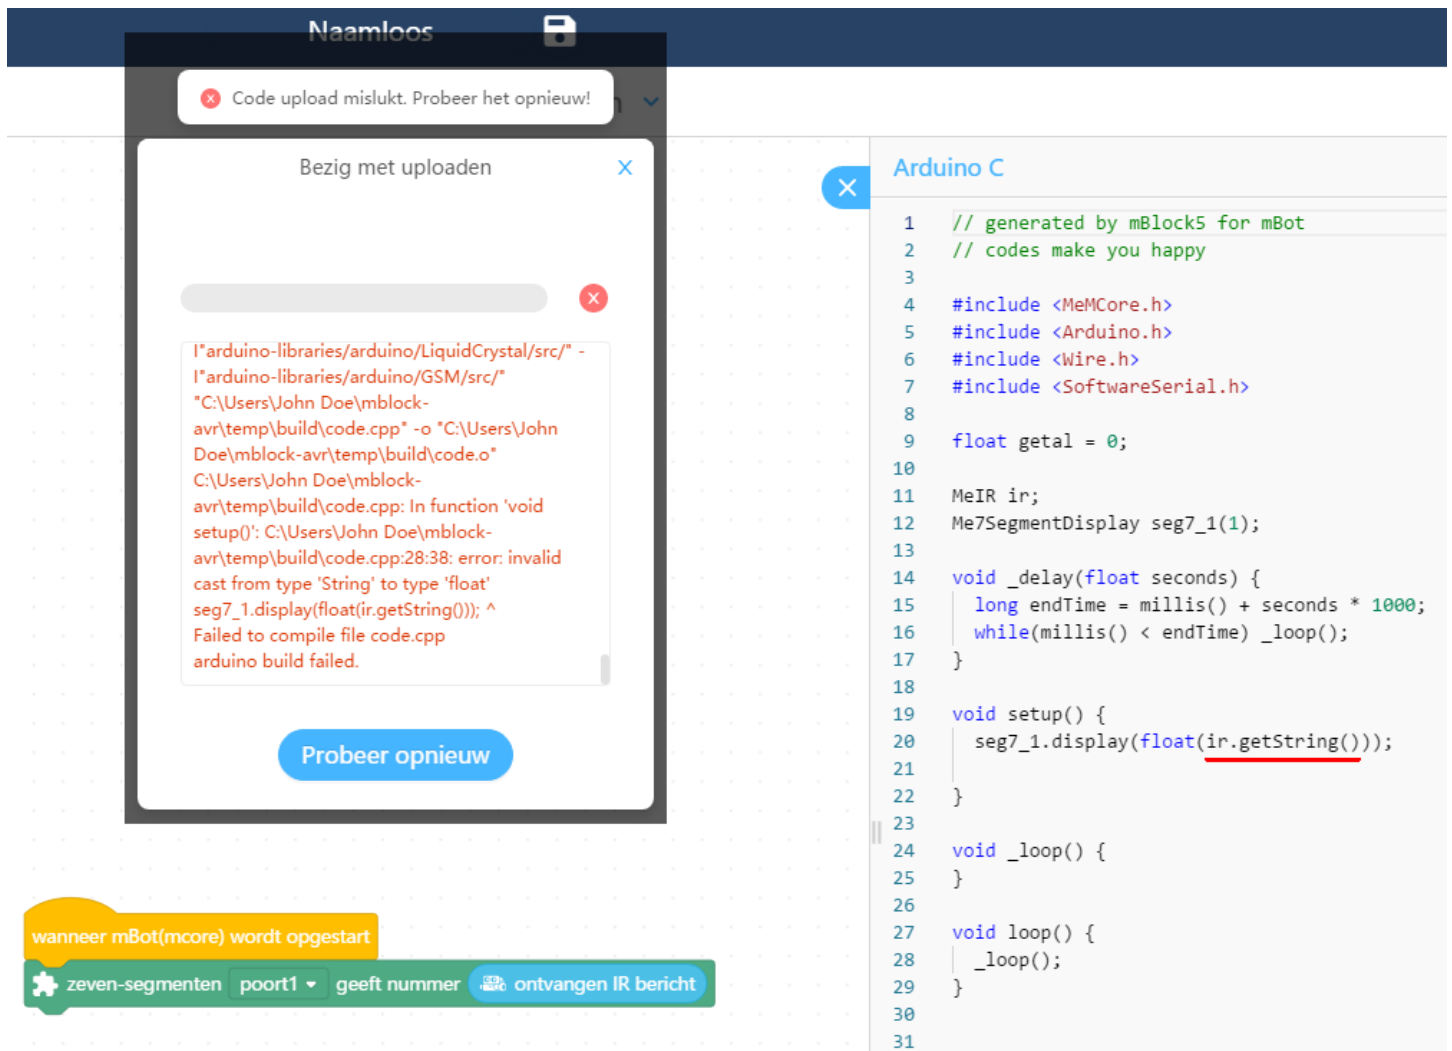 Naamloos
Code upload mislukt. Probeer het opnieuw!
Bezig met uploaden
I"arduino-libraries/arduino/LiquidCrystal/src/" -
I"arduino-libraries/arduino/GSM/src/"
"C:\Users\John Doe\mblock-
avr\temp\build\code.cpp" -o "C:\Users\John
Doe\mblock-avr\temp\build\code.o"
C:\Users\John Doe\mblock-
avr\temp\build\code.cpp: In function 'void
setup()': C:\Users\John Doe\mblock-
avr\temp\build\code.cpp:28:38: error: invalid
cast from type 'String' to type 'float'
seg7_1.display(float(ir.getString())); ^
Failed to compile file code.cpp
arduino build failed.
Probeer opnieuw
wanneer mBot(mcore) wordt opgestart
zeven-segmenten poort1 geeft nummer ontvangen IR bericht
Arduino C
1 // generated by mBlock5 for mBot
2 // codes make you happy
3
4 #include <MeMCore.h>
5 #include <Arduino.h>
6 #include <Wire.h>
7 #include <SoftwareSerial.h>
8
9 float getal = 0;
10
11 MeIR ir;
12 Me7SegmentDisplay seg7_1(1);
13
14 void _delay(float seconds) {
15 long endTime = millis() + seconds * 1000;
16 while(millis() < endTime) _loop();
17 }
18
19 void setup() {
20 seg7_1.display(float(ir.getString()));
21
22 }
23
24 void _loop() {
25 }
26
27 void loop() {
28 _loop();
29 }
30
31